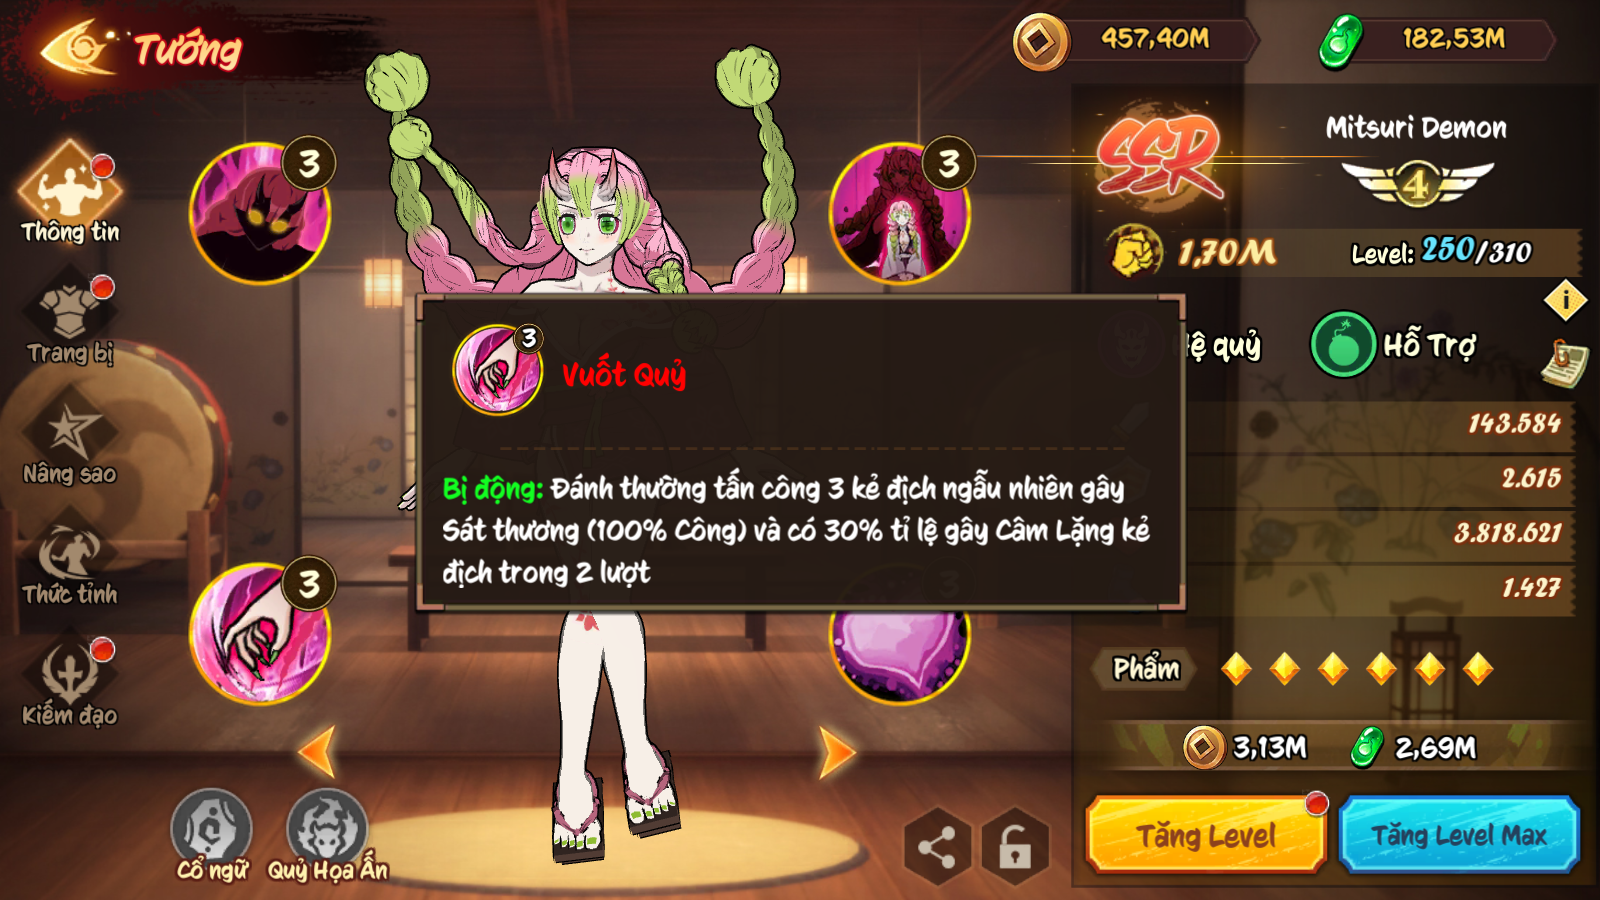 Tướng
457,40M
182,53M
Thông tin
Trang bị
Nâng sao
Thức tỉnh
Kiếm đạo
3
3
SSR
Mitsuri Demon
4
1,70M
Level: 250/310
Hệ quỷ
Hỗ Trợ
3
Vuốt Quỷ
Bị động: Đánh thường tấn công 3 kẻ địch ngẫu nhiên gây
Sát thương (100% Công) và có 30% tỉ lệ gây Câm Lặng kẻ
địch trong 2 lượt
143.584
2.615
3.818.621
1.427
3
3
Phẩm
3,13M
2,69M
Tăng Level
Tăng Level Max
Cổ ngữ
Quỷ Họa Ấn